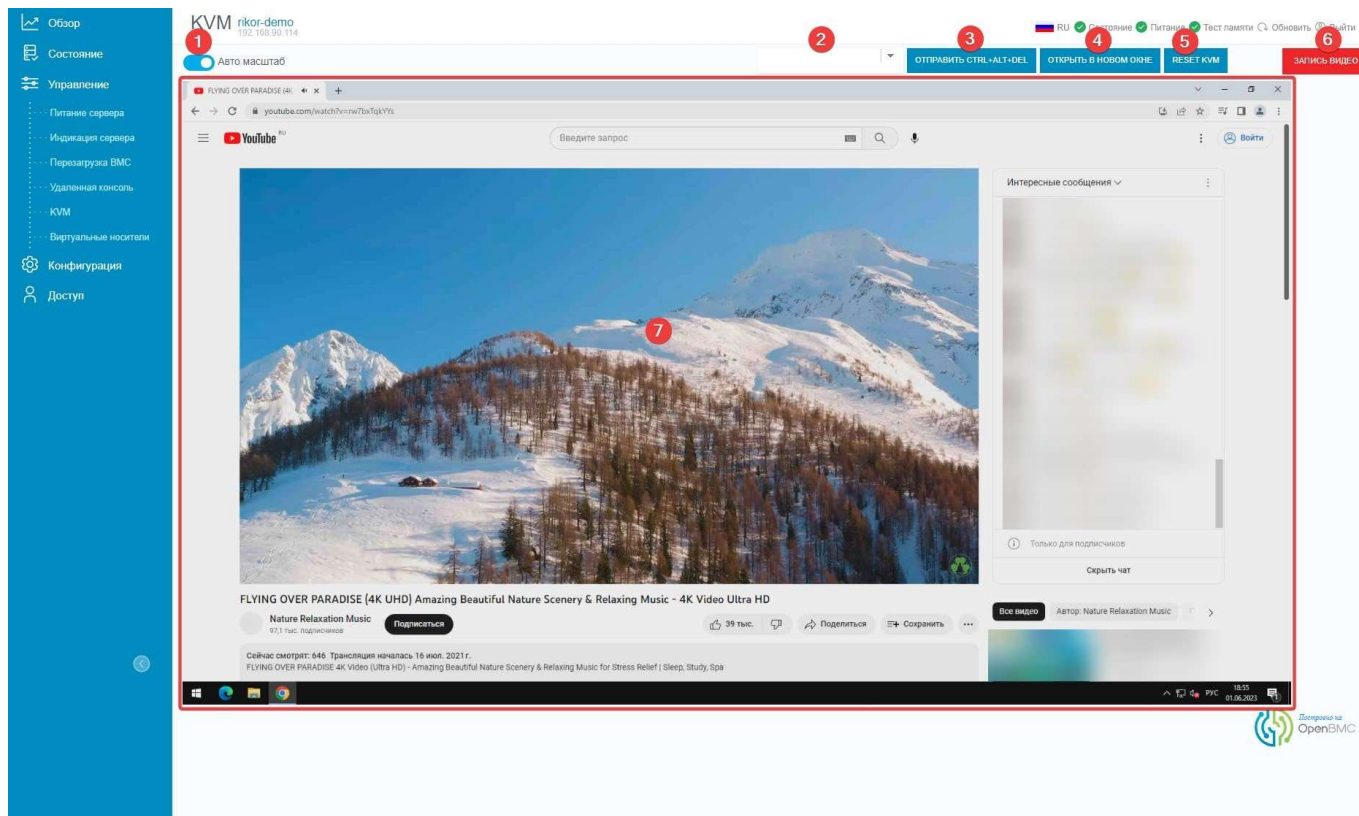 Обзор
Состояние
Управление
Питание сервера
Индикация сервера
Перезагрузка BMC
Удаленная консоль
KVM
Виртуальные носители
Конфигурация
Доступ
KVM rikor-demo
192.168.90.114
RU Состояние Питание Тест памяти Обновить Выйти
1 2 3 4 5 6
Авто масштаб
ОТПРАВИТЬ CTRL+ALT+DEL ОТКРЫТЬ В НОВОМ ОКНЕ RESET KVM ЗАПИСЬ ВИДЕО
FLYING OVER PARADISE (4K
youtube.com/watch?v=rw7bxTqkYYs
YouTube RU
Введите запрос
Войти
Интересные сообщения
7
Только для подписчиков
Скрыть чат
FLYING OVER PARADISE (4K UHD) Amazing Beautiful Nature Scenery & Relaxing Music - 4K Video Ultra HD
Nature Relaxation Music
97,1 тыс. подписчиков
Подписаться
39 тыс. Поделиться Сохранить
Все видео Автор: Nature Relaxation Music
Сейчас смотрят: 646 Трансляция началась 16 июл. 2021 г.
FLYING OVER PARADISE 4K Video (Ultra HD) - Amazing Beautiful Nature Scenery & Relaxing Music for Stress Relief | Sleep, Study, Spa
РУС
18:55
01.06.2023
Построено на
OpenBMC